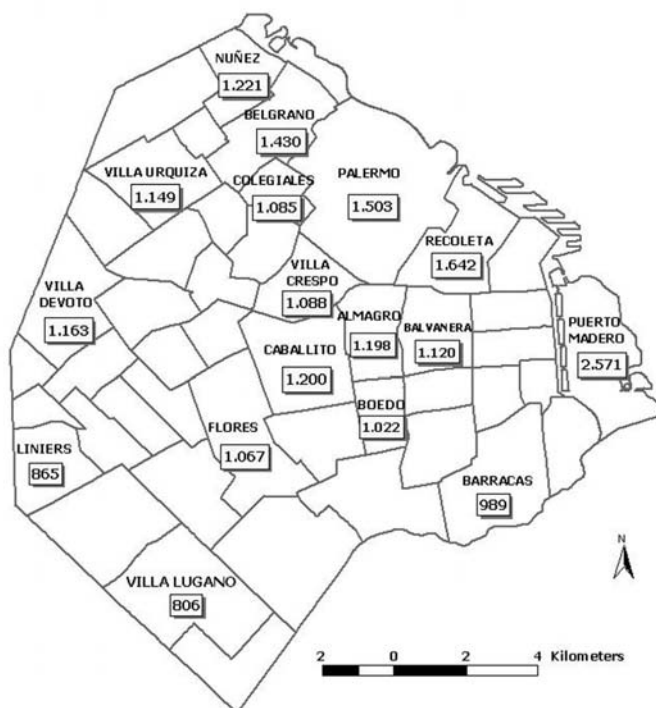 NUÑEZ
1.221
BELGRANO
1.430
VILLA URQUIZA
1.149
COLEGIALES
1.085
PALERMO
1.503
RECOLETA
1.642
VILLA
DEVOTO
1.163
VILLA
CRESPO
1.088
ALMAGRO
1.198
BALVANERA
1.120
PUERTO
MADERO
2.571
CABALLITO
1.200
BOEDO
1.022
FLORES
1.067
LINIERS
865
BARRACAS
989
VILLA LUGANO
806
N
2 0 2 4 Kilometers